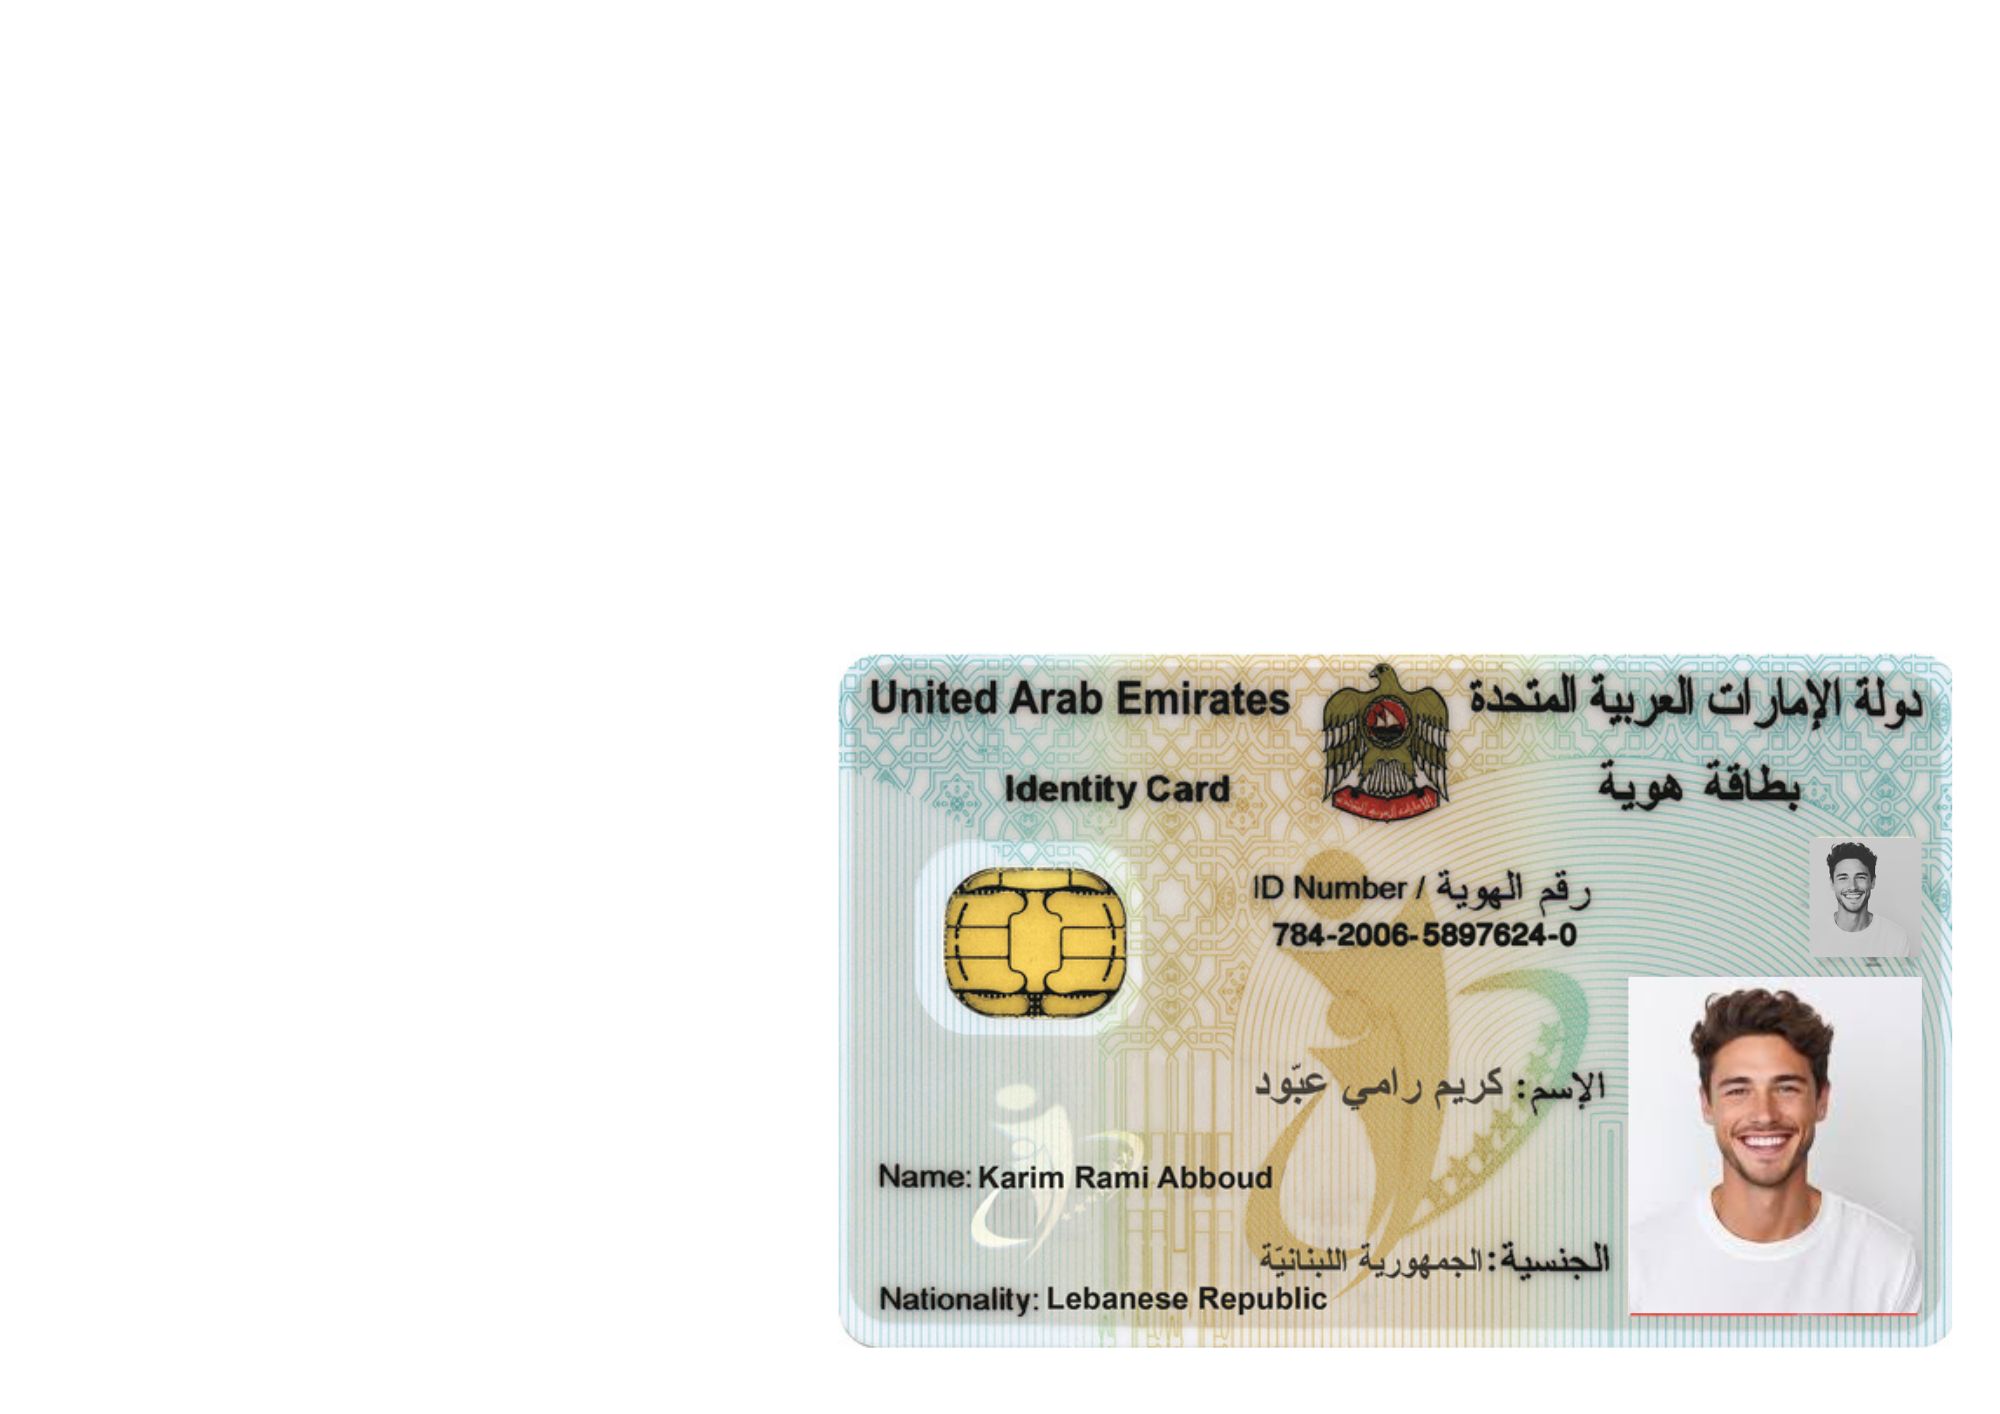 United Arab Emirates دولة الإمارات العربية المتحدة
Identity Card بطاقة هوية
ID Number / رقم الهوية
784-2006-5897624-0
الإسم: كريم رامي عبّود
Name: Karim Rami Abboud
الجنسية: الجمهورية اللبنانيّة
Nationality: Lebanese Republic